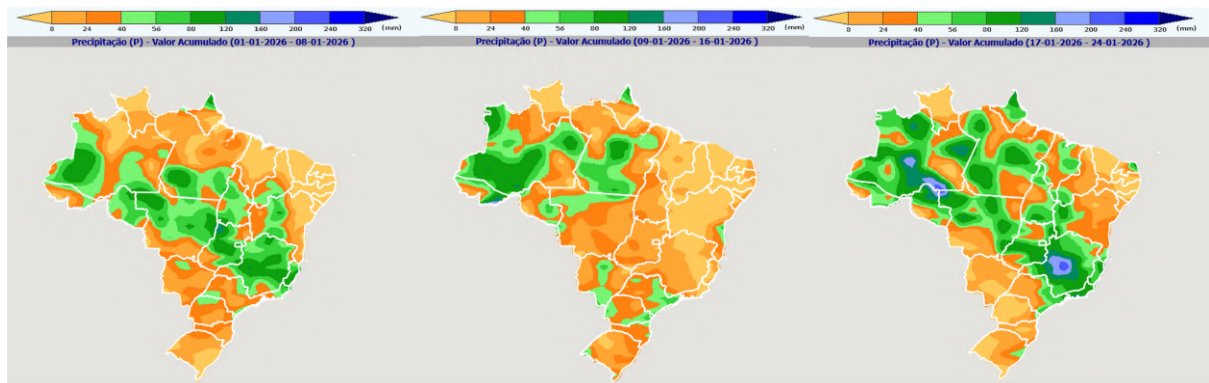 8 24 40 56 80 120 160 200 240 320 (mm)
Precipitação (P) - Valor Acumulado (01-01-2026 - 08-01-2026 )
8 24 40 56 80 120 160 200 240 320 (mm)
Precipitação (P) - Valor Acumulado (09-01-2026 - 16-01-2026 )
8 24 40 56 80 120 160 200 240 320 (mm)
Precipitação (P) - Valor Acumulado (17-01-2026 - 24-01-2026 )